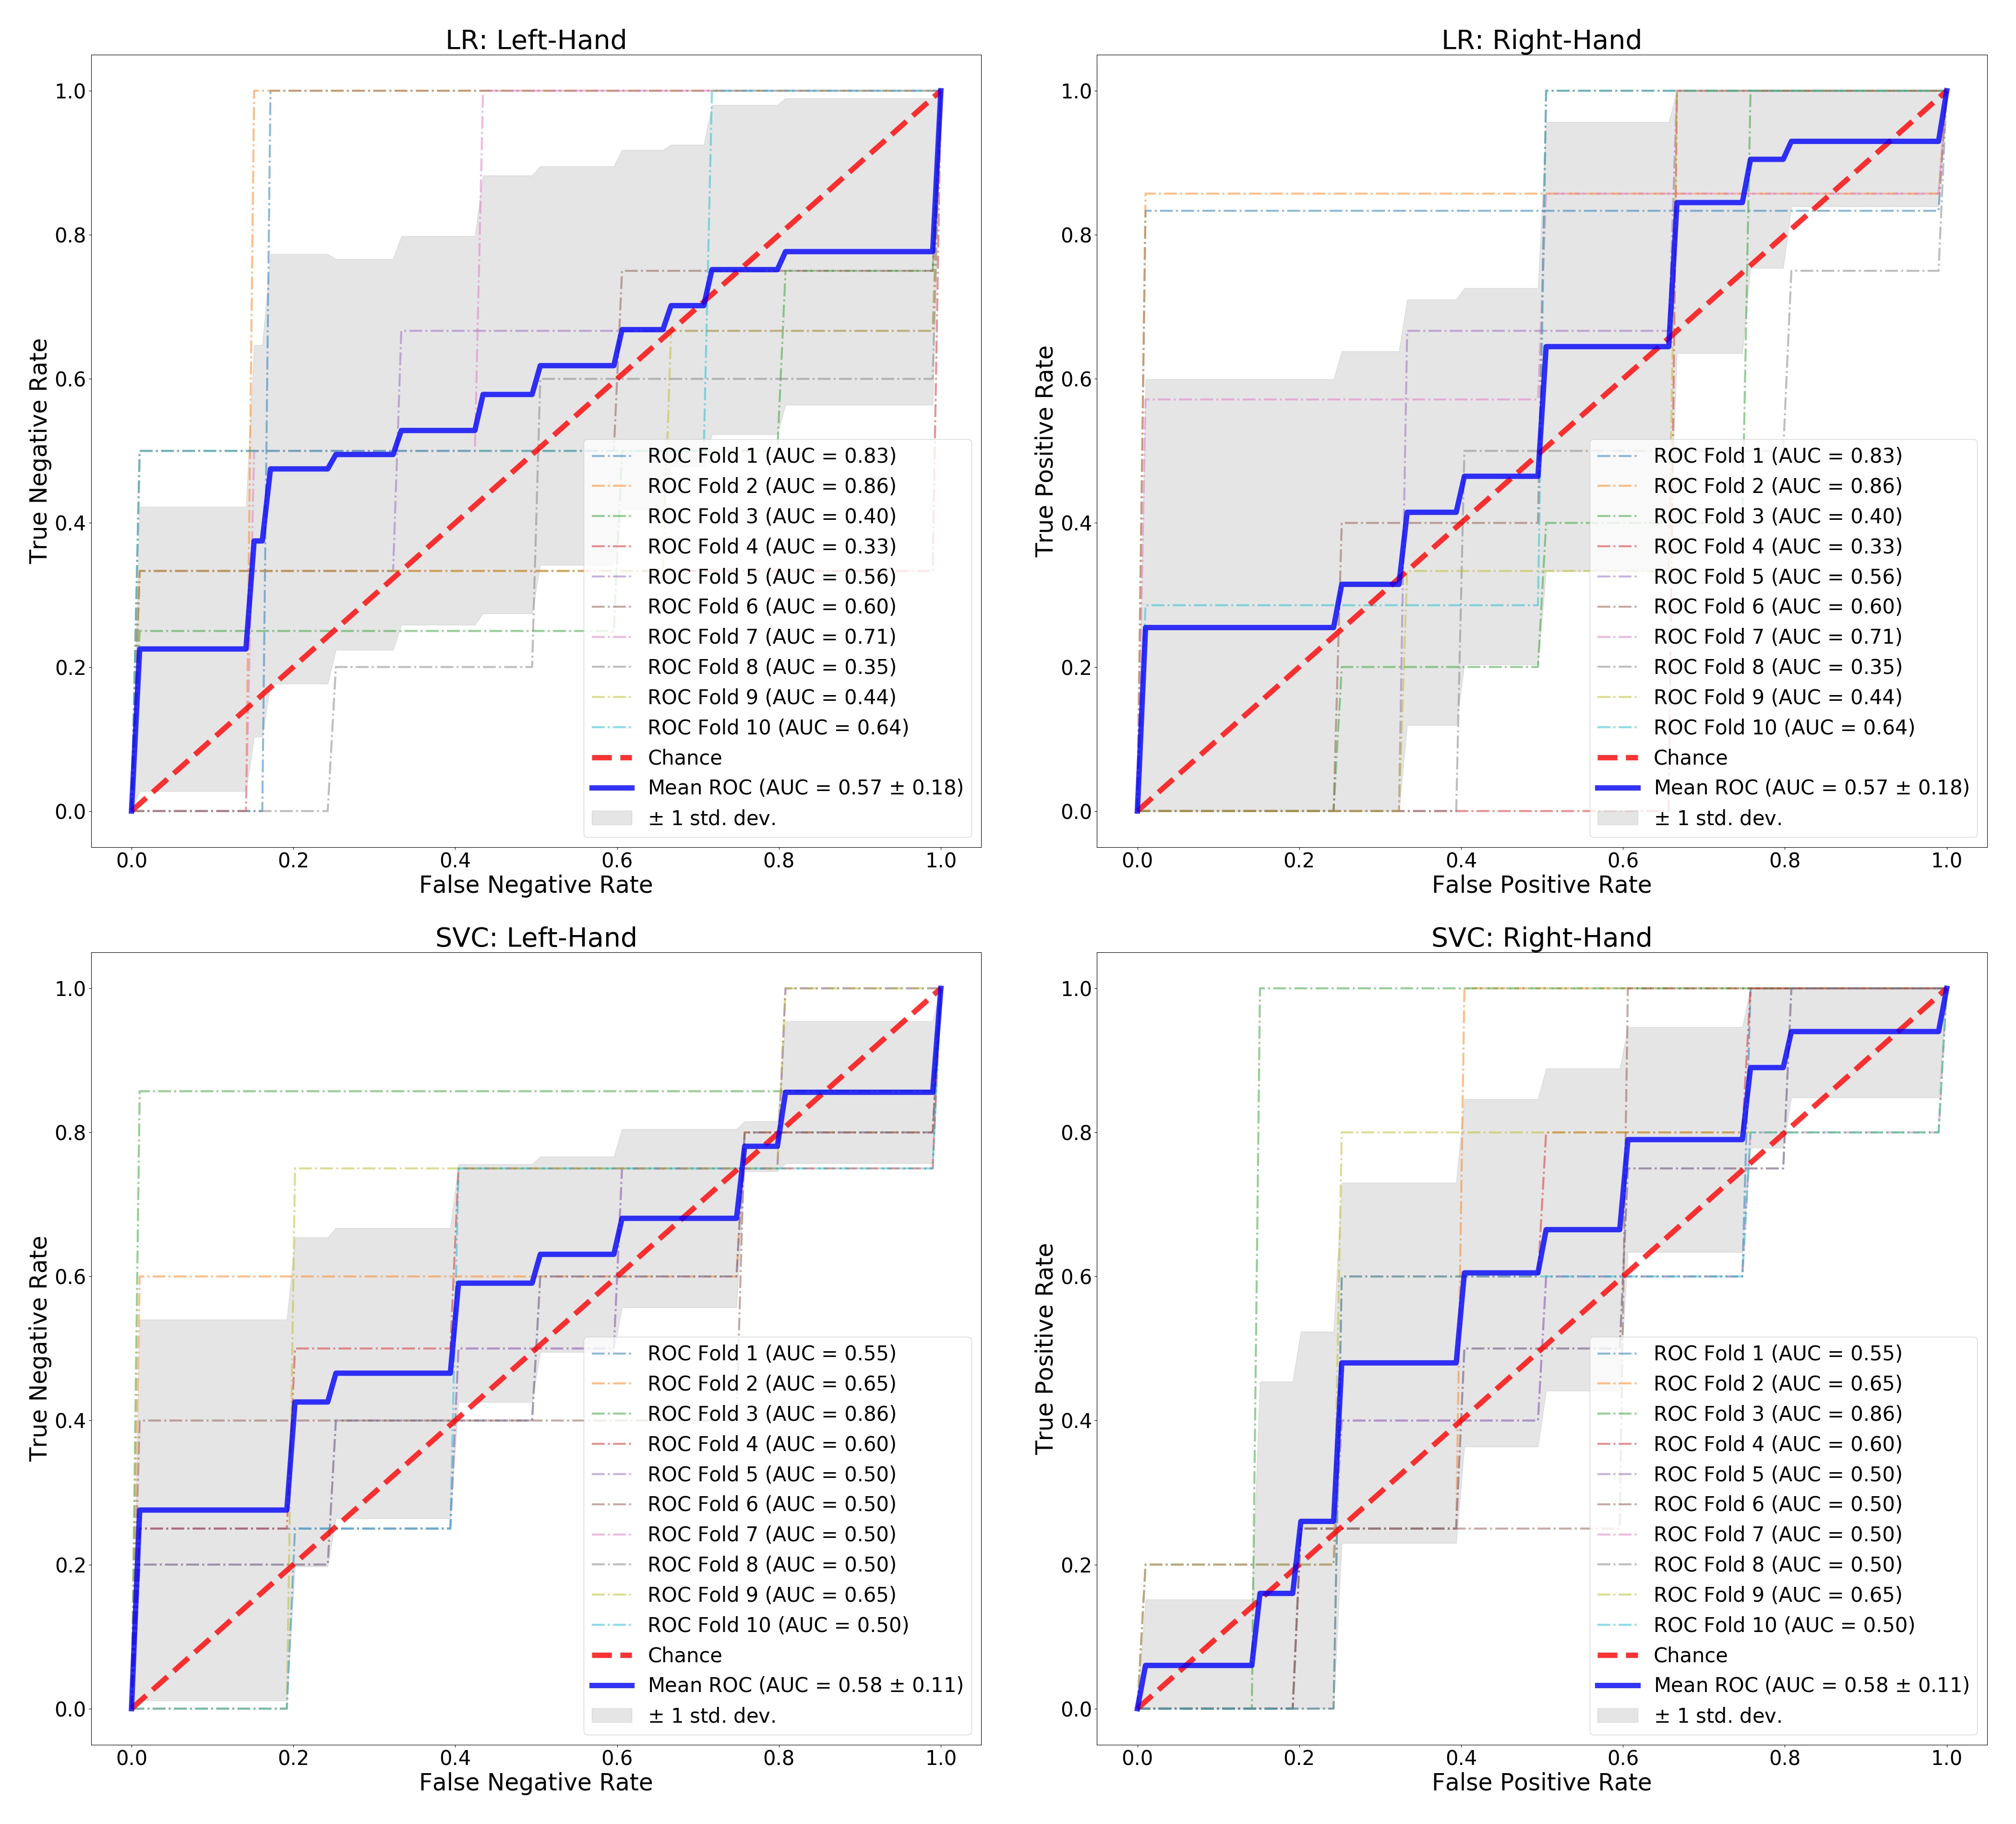 LR: Left-Hand
True Negative Rate
1.0
0.8
0.6
0.4
0.2
0.0
ROC Fold 1 (AUC = 0.83)
ROC Fold 2 (AUC = 0.86)
ROC Fold 3 (AUC = 0.40)
ROC Fold 4 (AUC = 0.33)
ROC Fold 5 (AUC = 0.56)
ROC Fold 6 (AUC = 0.60)
ROC Fold 7 (AUC = 0.71)
ROC Fold 8 (AUC = 0.35)
ROC Fold 9 (AUC = 0.44)
ROC Fold 10 (AUC = 0.64)
Chance
Mean ROC (AUC = 0.57 ± 0.18)
± 1 std. dev.
0.0 0.2 0.4 0.6 0.8 1.0
False Negative Rate
LR: Right-Hand
True Positive Rate
1.0
0.8
0.6
0.4
0.2
0.0
ROC Fold 1 (AUC = 0.83)
ROC Fold 2 (AUC = 0.86)
ROC Fold 3 (AUC = 0.40)
ROC Fold 4 (AUC = 0.33)
ROC Fold 5 (AUC = 0.56)
ROC Fold 6 (AUC = 0.60)
ROC Fold 7 (AUC = 0.71)
ROC Fold 8 (AUC = 0.35)
ROC Fold 9 (AUC = 0.44)
ROC Fold 10 (AUC = 0.64)
Chance
Mean ROC (AUC = 0.57 ± 0.18)
± 1 std. dev.
0.0 0.2 0.4 0.6 0.8 1.0
False Positive Rate
SVC: Left-Hand
True Negative Rate
1.0
0.8
0.6
0.4
0.2
0.0
ROC Fold 1 (AUC = 0.55)
ROC Fold 2 (AUC = 0.65)
ROC Fold 3 (AUC = 0.86)
ROC Fold 4 (AUC = 0.60)
ROC Fold 5 (AUC = 0.50)
ROC Fold 6 (AUC = 0.50)
ROC Fold 7 (AUC = 0.50)
ROC Fold 8 (AUC = 0.50)
ROC Fold 9 (AUC = 0.65)
ROC Fold 10 (AUC = 0.50)
Chance
Mean ROC (AUC = 0.58 ± 0.11)
± 1 std. dev.
0.0 0.2 0.4 0.6 0.8 1.0
False Negative Rate
SVC: Right-Hand
True Positive Rate
1.0
0.8
0.6
0.4
0.2
0.0
ROC Fold 1 (AUC = 0.55)
ROC Fold 2 (AUC = 0.65)
ROC Fold 3 (AUC = 0.86)
ROC Fold 4 (AUC = 0.60)
ROC Fold 5 (AUC = 0.50)
ROC Fold 6 (AUC = 0.50)
ROC Fold 7 (AUC = 0.50)
ROC Fold 8 (AUC = 0.50)
ROC Fold 9 (AUC = 0.65)
ROC Fold 10 (AUC = 0.50)
Chance
Mean ROC (AUC = 0.58 ± 0.11)
± 1 std. dev.
0.0 0.2 0.4 0.6 0.8 1.0
False Positive Rate